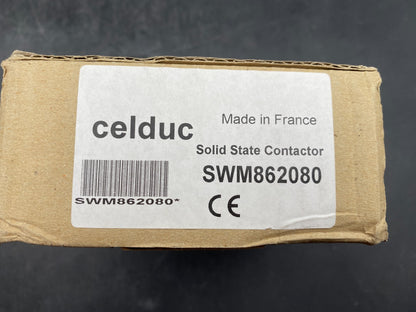 celduc
Made in France
Solid State Contactor
SWM862080
SWM862080*
CE